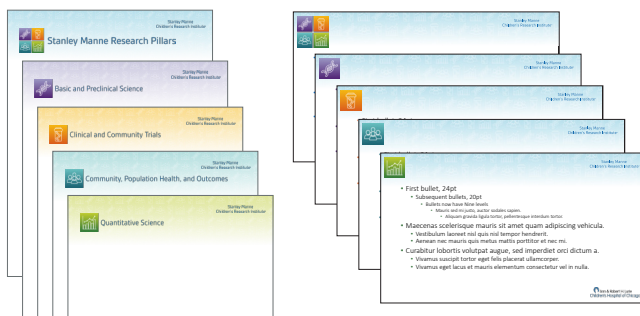 Stanley Manne
Children's Research Institute
Stanley Manne Research Pillars
Stanley Manne
Children's Research Institute
Basic and Preclinical Science
Stanley Manne
Children's Research Institute
Clinical and Community Trials
Stanley Manne
Children's Research Institute
Community, Population Health, and Outcomes
Stanley Manne
Children's Research Institute
Quantitative Science
Stanley Manne
Children's Research Institute
Stanley Manne
Children's Research Institute
Stanley Manne
Children's Research Institute
Stanley Manne
Children's Research Institute
Stanley Manne
Children's Research Institute
• First bullet, 24pt
• Subsequent bullets, 20pt
• Bullets now have Nine levels
• Mauris sed mi justo, auctor sodales sapien.
• Aliquam gravida ligula tortor, pellentesque interdum tortor.
• Maecenas scelerisque mauris sit amet quam adipiscing vehicula.
• Vestibulum laoreet nisl quis nisl tempor hendrerit.
• Aenean nec mauris quis metus mattis porttitor et nec mi.
• Curabitur lobortis volutpat augue, sed imperdiet orci dictum a.
• Vivamus suscipit tortor eget felis placerat ullamcorper.
• Vivamus eget lacus et mauris elementum consectetur vel in nulla.
Ann & Robert H. Lurie
Children's Hospital of Chicago